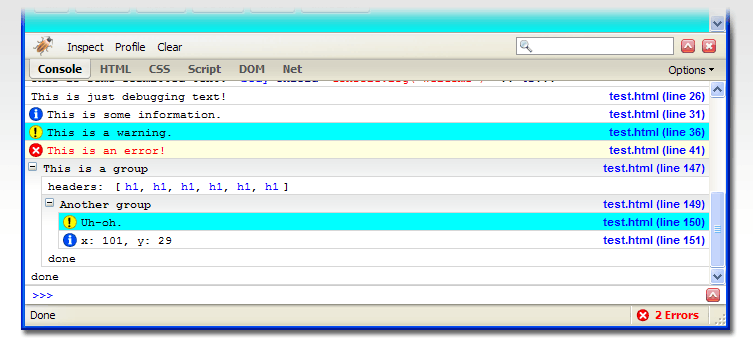 Inspect Profile Clear
Console HTML CSS Script DOM Net Options
This is just debugging text! test.html (line 26)
This is some information. test.html (line 31)
This is a warning. test.html (line 36)
This is an error! test.html (line 41)
This is a group test.html (line 147)
headers: [ h1, h1, h1, h1, h1, h1 ]
Another group test.html (line 149)
Uh-oh. test.html (line 150)
x: 101, y: 29 test.html (line 151)
done
done
>>>
Done 2 Errors